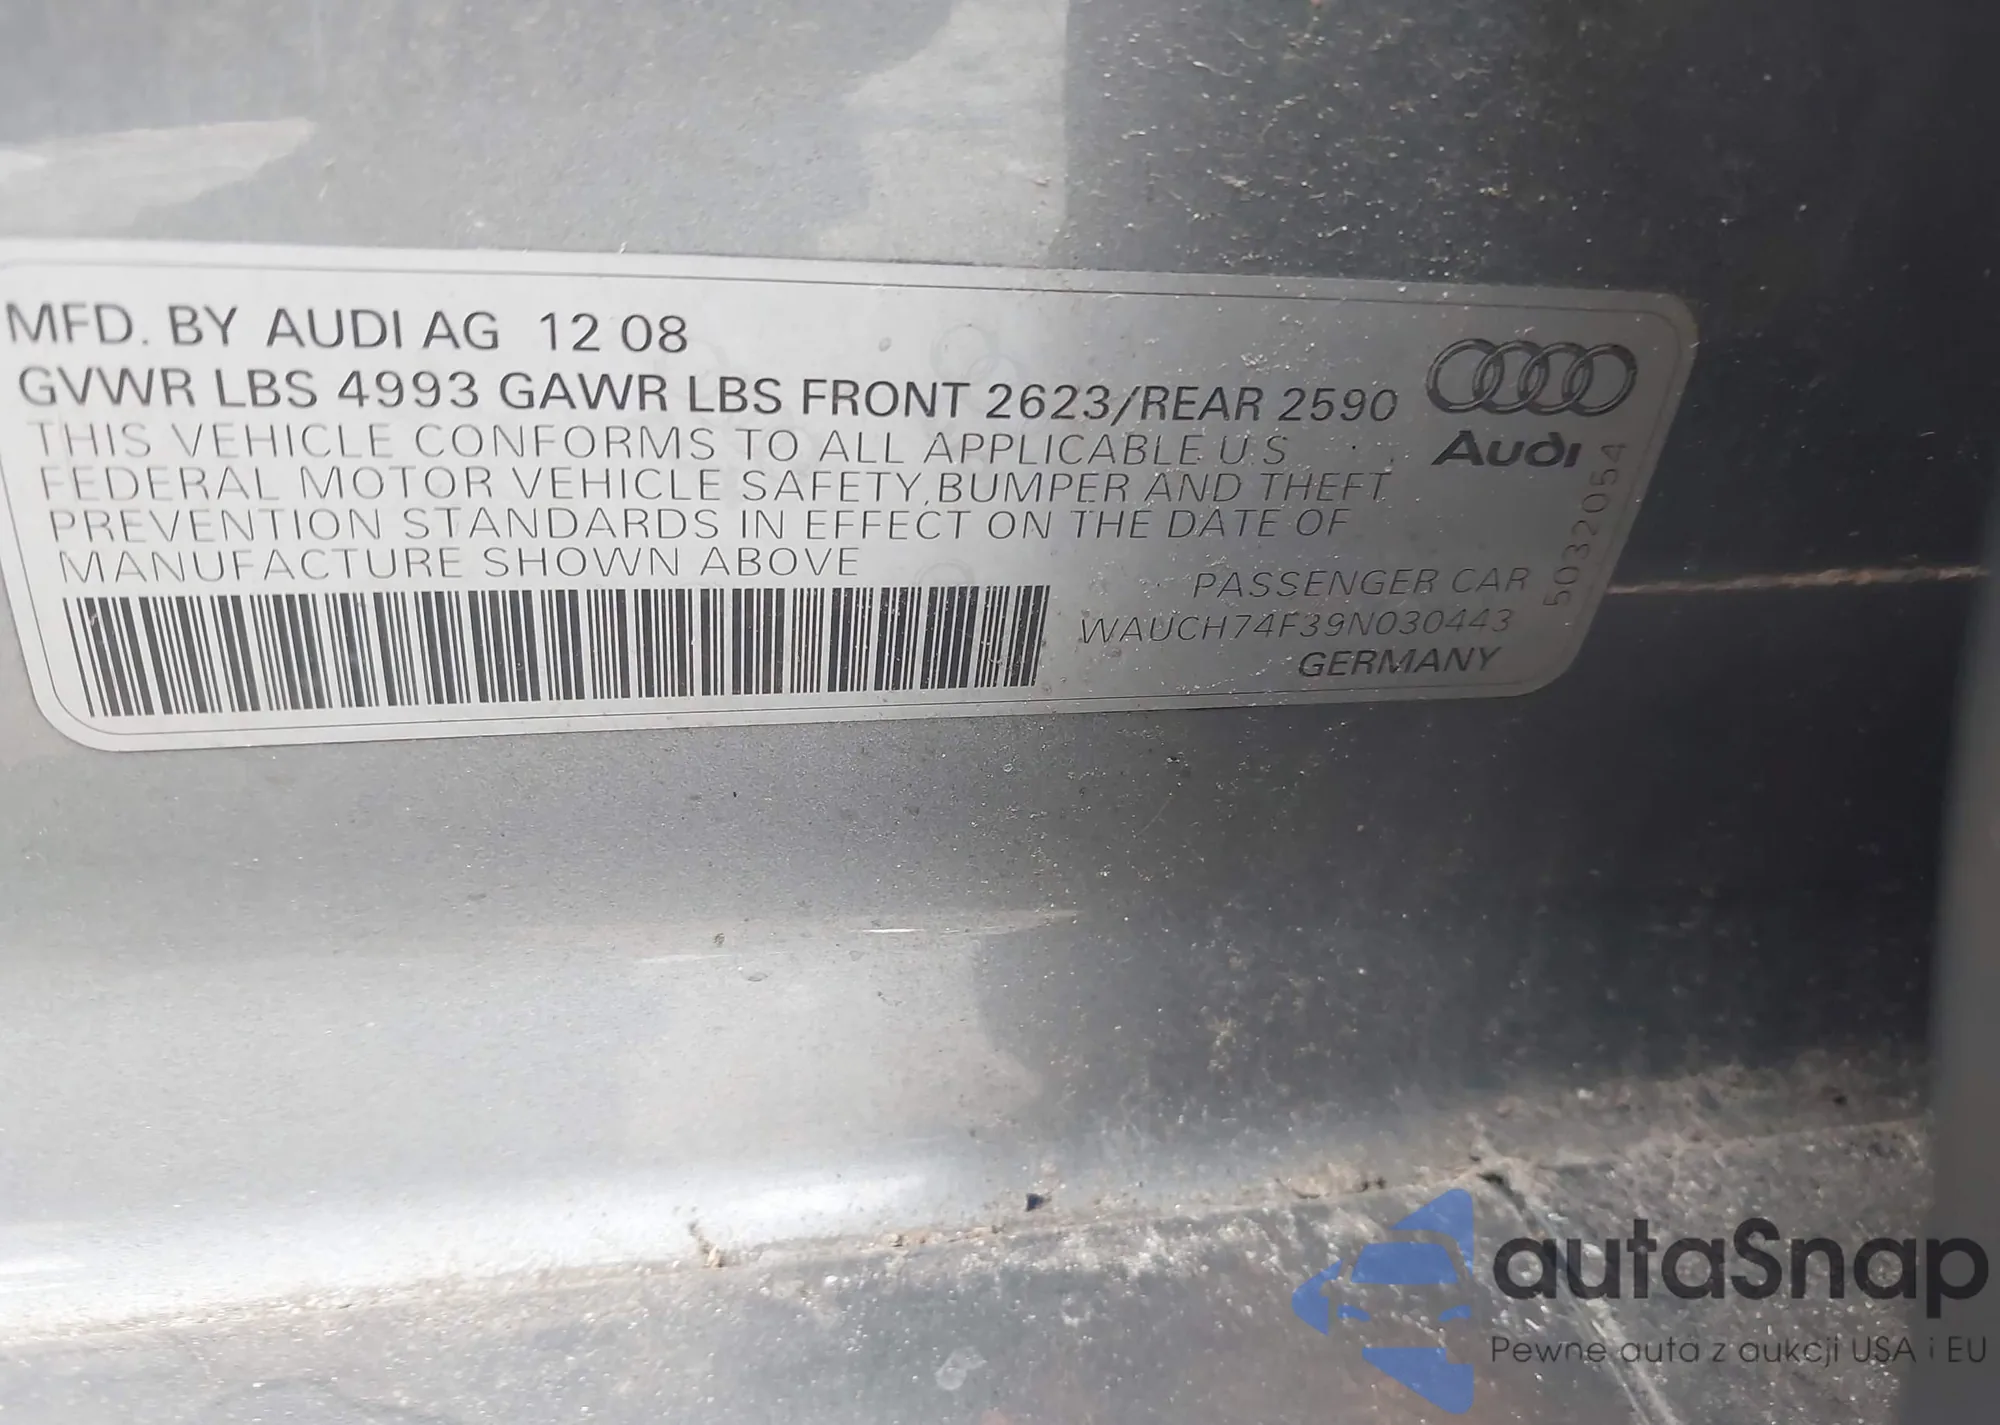 MFD. BY AUDI AG 12 08
GVWR LBS 4993 GAWR LBS FRONT 2623/REAR 2590
THIS VEHICLE CONFORMS TO ALL APPLICABLE U.S
FEDERAL MOTOR VEHICLE SAFETY,BUMPER AND THEFT
PREVENTION STANDARDS IN EFFECT ON THE DATE OF
MANUFACTURE SHOWN ABOVE
Audi
5032054
PASSENGER CAR
WAUCH74F39N030443
GERMANY
autaSnap
Pewne auta z aukcji USA i EU